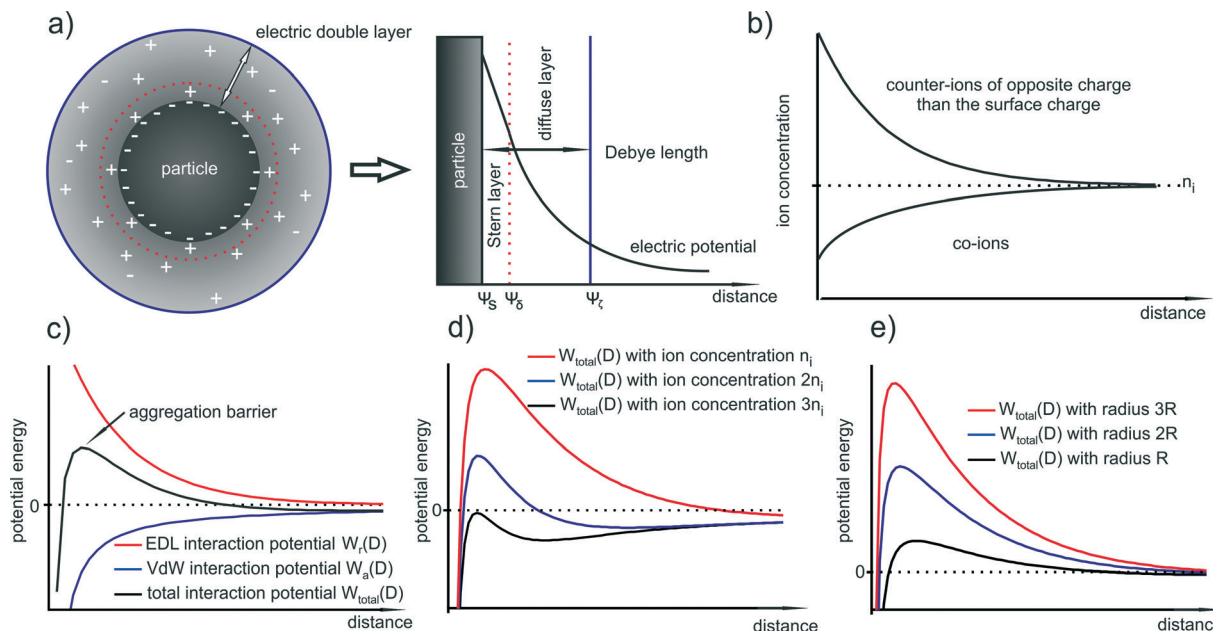 a)
electric double layer
particle
particle
Stern layer
diffuse layer
Debye length
electric potential
Ψ_S Ψ_δ Ψ_ζ
distance
b)
ion concentration
counter-ions of opposite charge
than the surface charge
n_i
co-ions
distance
c)
potential energy
aggregation barrier
0
EDL interaction potential W_r(D)
VdW interaction potential W_a(D)
total interaction potential W_total(D)
distance
d)
potential energy
W_total(D) with ion concentration n_i
W_total(D) with ion concentration 2n_i
W_total(D) with ion concentration 3n_i
0
distance
e)
potential energy
W_total(D) with radius 3R
W_total(D) with radius 2R
W_total(D) with radius R
0
distance